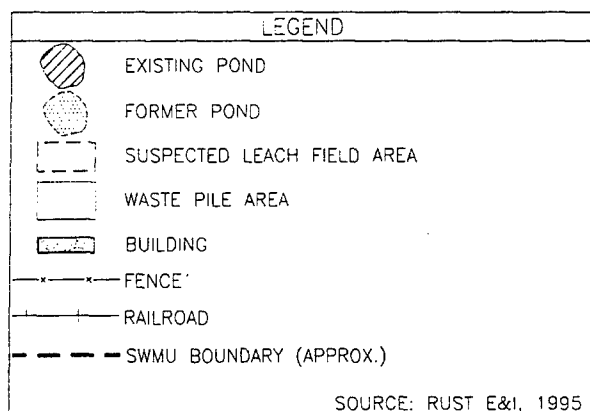 LEGEND
EXISTING POND
FORMER POND
SUSPECTED LEACH FIELD AREA
WASTE PILE AREA
BUILDING
FENCE
RAILROAD
SWMU BOUNDARY (APPROX.)
SOURCE: RUST E&I, 1995